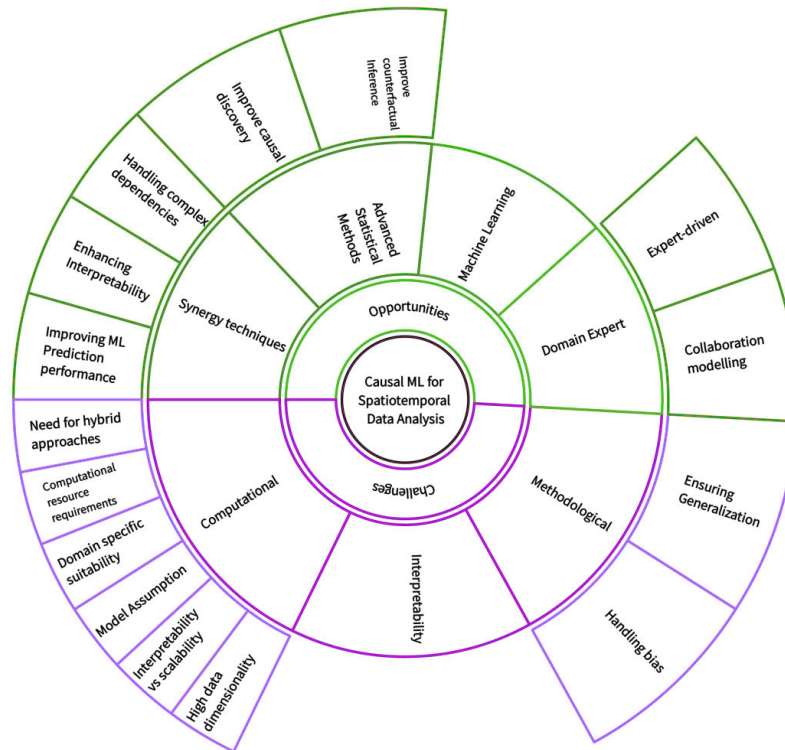 Causal ML for
Spatiotemporal
Data Analysis
Opportunities
Synergy techniques
Advanced
Statistical
Methods
Machine Learning
Domain Expert
Improving ML
Prediction
performance
Enhancing
Interpretability
Handling complex
dependencies
Improve causal
discovery
Improve
counterfactual
Inference
Expert-driven
Collaboration
modelling
Challenges
Computational
Interpretability
Methodological
Need for hybrid
approaches
Computational
resource
requirements
Domain specific
suitability
Model Assumption
Interpretability
vs scalability
High data
dimensionality
Handling bias
Ensuring
Generalization